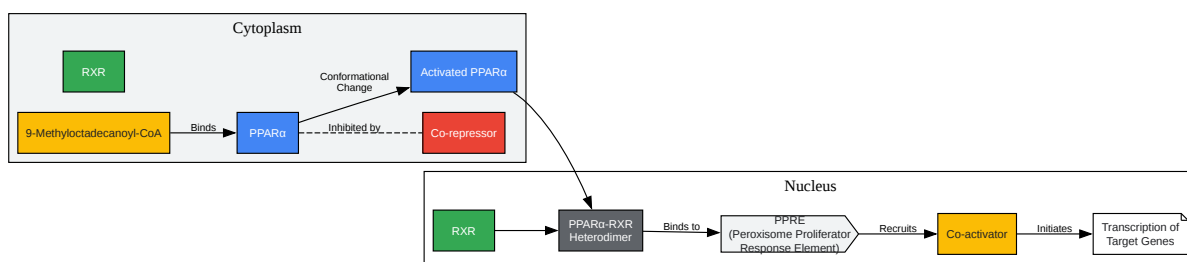 Cytoplasm
RXR
Activated PPARα
Conformational
Change
9-Methyloctadecanoyl-CoA
Binds
PPARα
Inhibited by
Co-repressor
Nucleus
RXR
PPARα-RXR
Heterodimer
Binds to
PPRE
(Peroxisome Proliferator
Response Element)
Recruits
Co-activator
Initiates
Transcription of
Target Genes